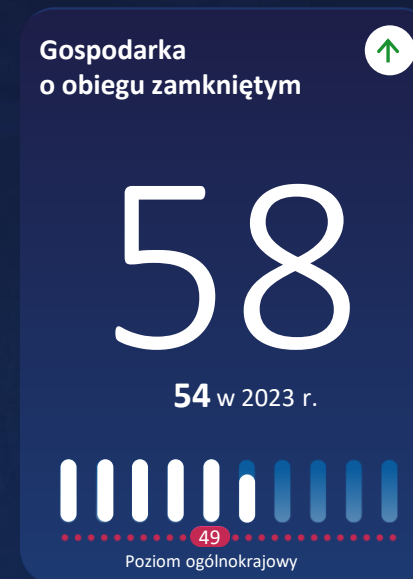 Gospodarka
o obiegu zamkniętym
58
54 w 2023 r.
49
Poziom ogólnokrajowy